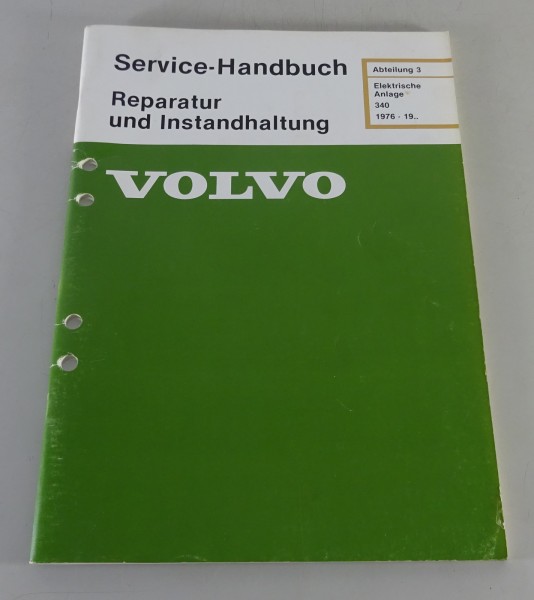 Service-Handbuch
Reparatur
und Instandhaltung
Abteilung 3
Elektrische
Anlage
340
1976 - 19..
VOLVO